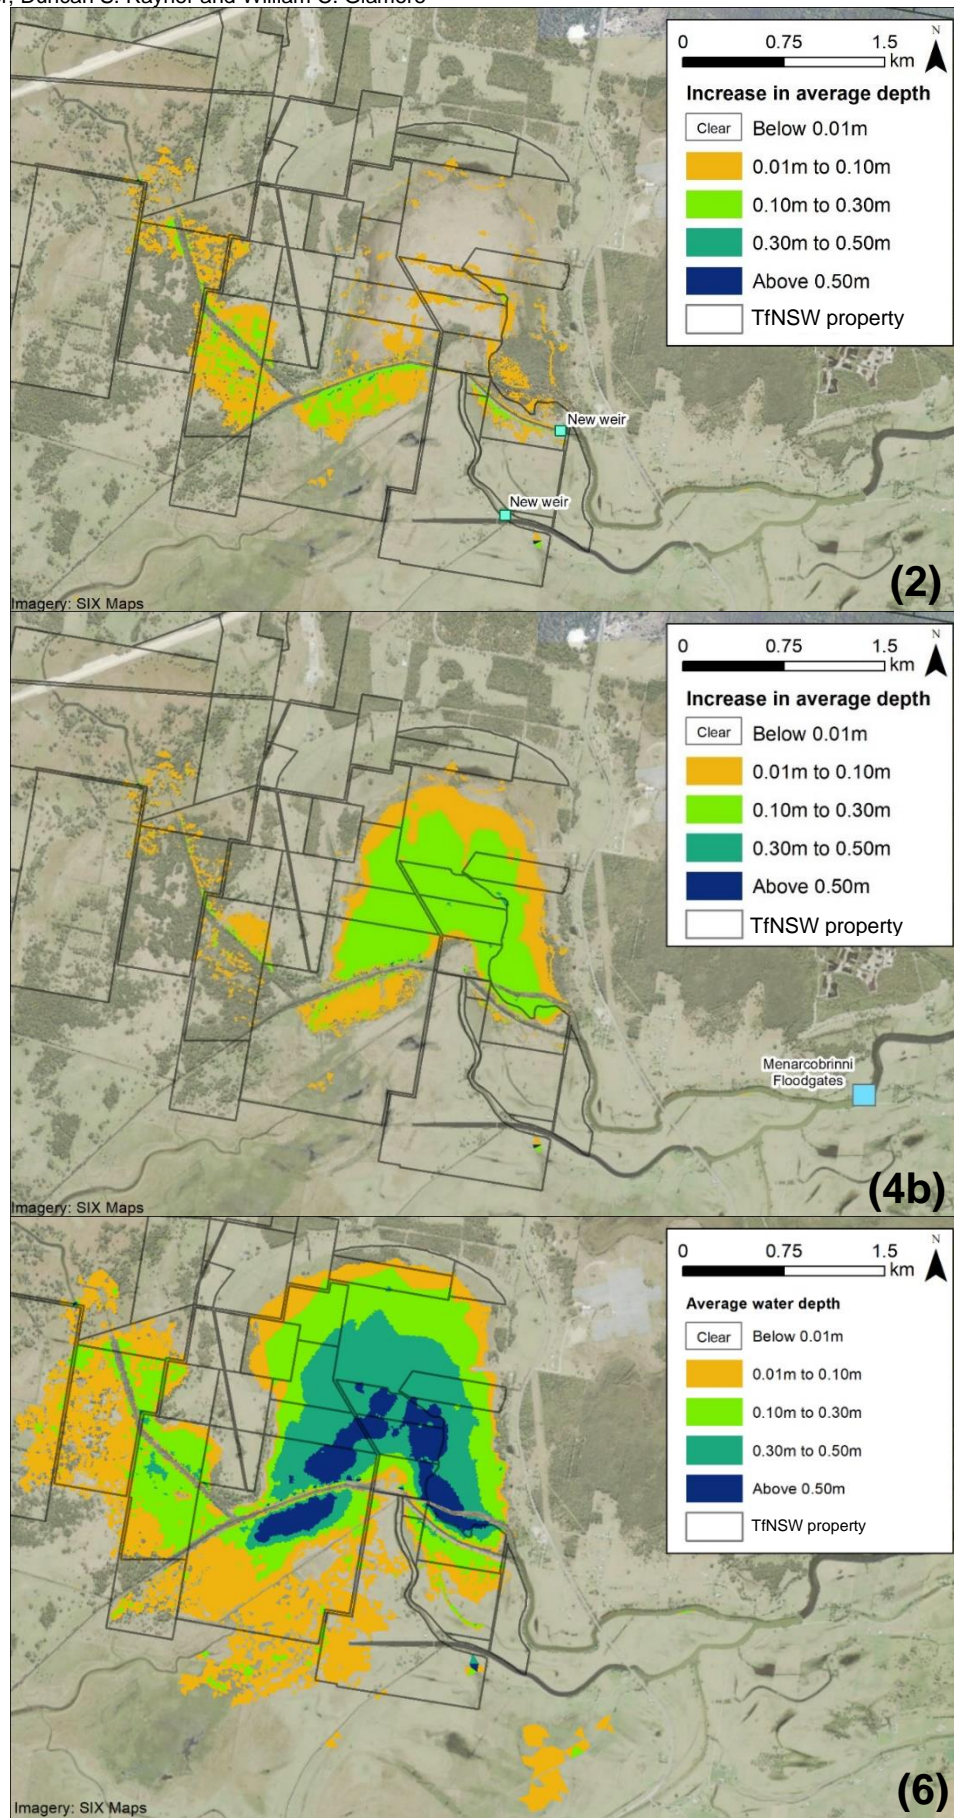 r, Duncan S. Rayner and William C. Glamore
0 0.75 1.5
km
N
Increase in average depth
Clear Below 0.01m
0.01m to 0.10m
0.10m to 0.30m
0.30m to 0.50m
Above 0.50m
TfNSW property
New weir
New weir
(2)
Imagery: SIX Maps
0 0.75 1.5
km
N
Increase in average depth
Clear Below 0.01m
0.01m to 0.10m
0.10m to 0.30m
0.30m to 0.50m
Above 0.50m
TfNSW property
Menarcobrinni
Floodgates
(4b)
Imagery: SIX Maps
0 0.75 1.5
km
N
Average water depth
Clear Below 0.01m
0.01m to 0.10m
0.10m to 0.30m
0.30m to 0.50m
Above 0.50m
TfNSW property
(6)
Imagery: SIX Maps